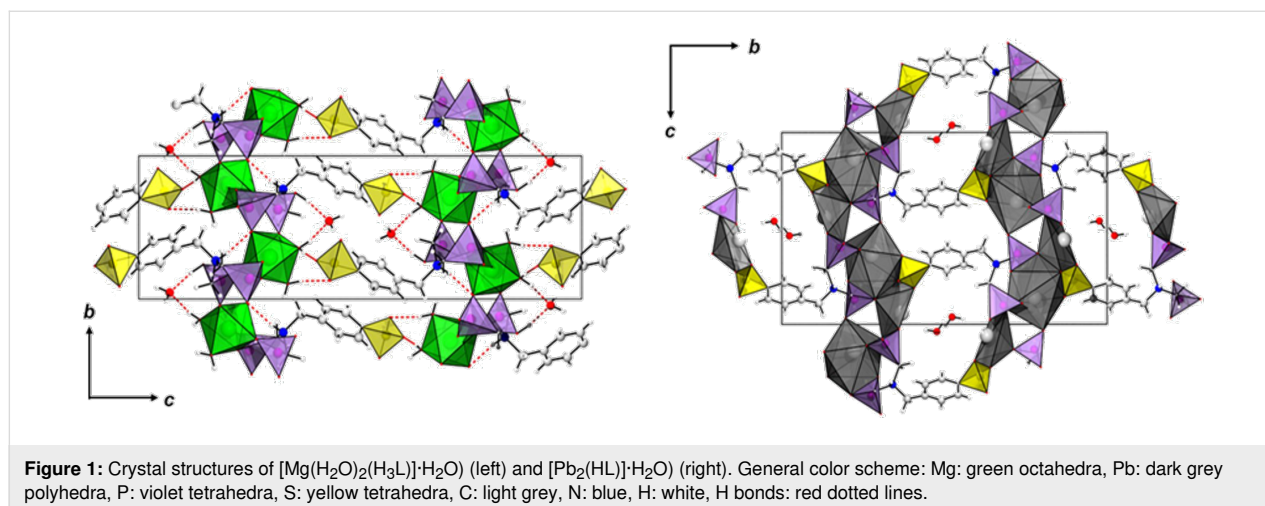 b
c
b
c
Figure 1: Crystal structures of [Mg(H₂O)₂(H₃L)]·H₂O) (left) and [Pb₂(HL)]·H₂O) (right). General color scheme: Mg: green octahedra, Pb: dark grey
polyhedra, P: violet tetrahedra, S: yellow tetrahedra, C: light grey, N: blue, H: white, H bonds: red dotted lines.